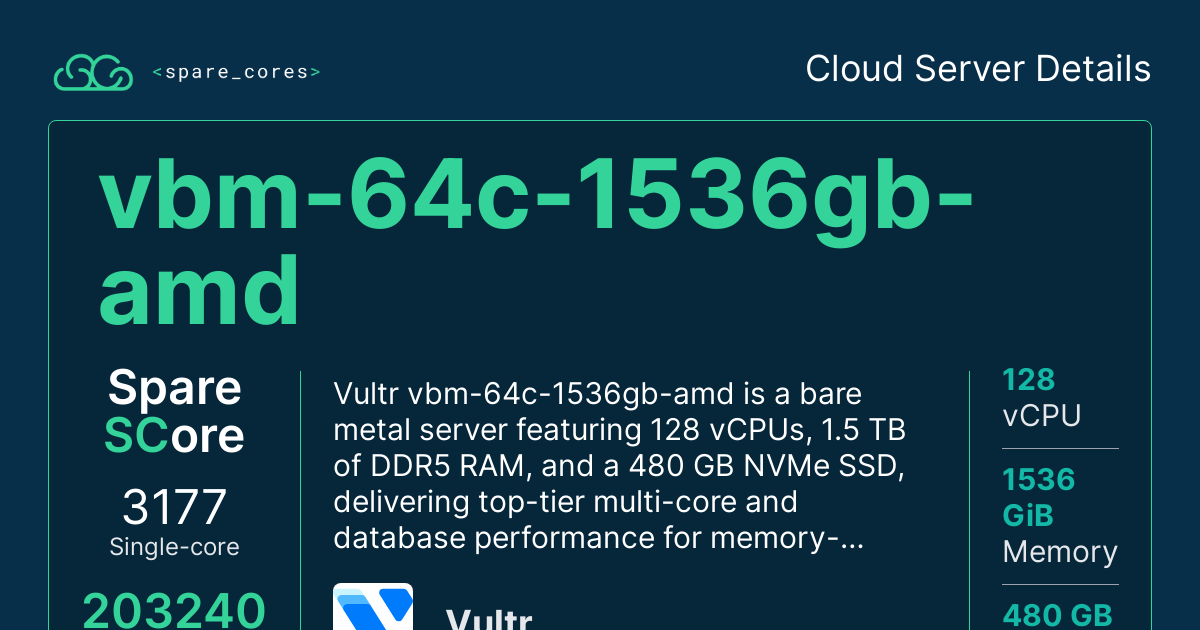 <spare_cores>
Cloud Server Details
vbm-64c-1536gb-
amd
Spare
SCore
3177
Single-core
203240
Vultr vbm-64c-1536gb-amd is a bare
metal server featuring 128 vCPUs, 1.5 TB
of DDR5 RAM, and a 480 GB NVMe SSD,
delivering top-tier multi-core and
database performance for memory-...
Vultr
128
vCPU
1536
GiB
Memory
480 GB